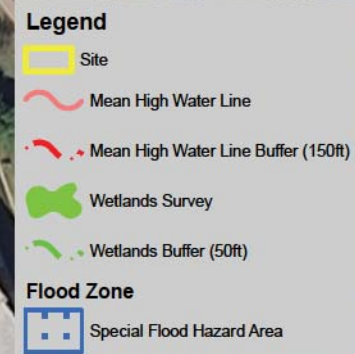 Legend
Site
Mean High Water Line
Mean High Water Line Buffer (150ft)
Wetlands Survey
Wetlands Buffer (50ft)
Flood Zone
Special Flood Hazard Area